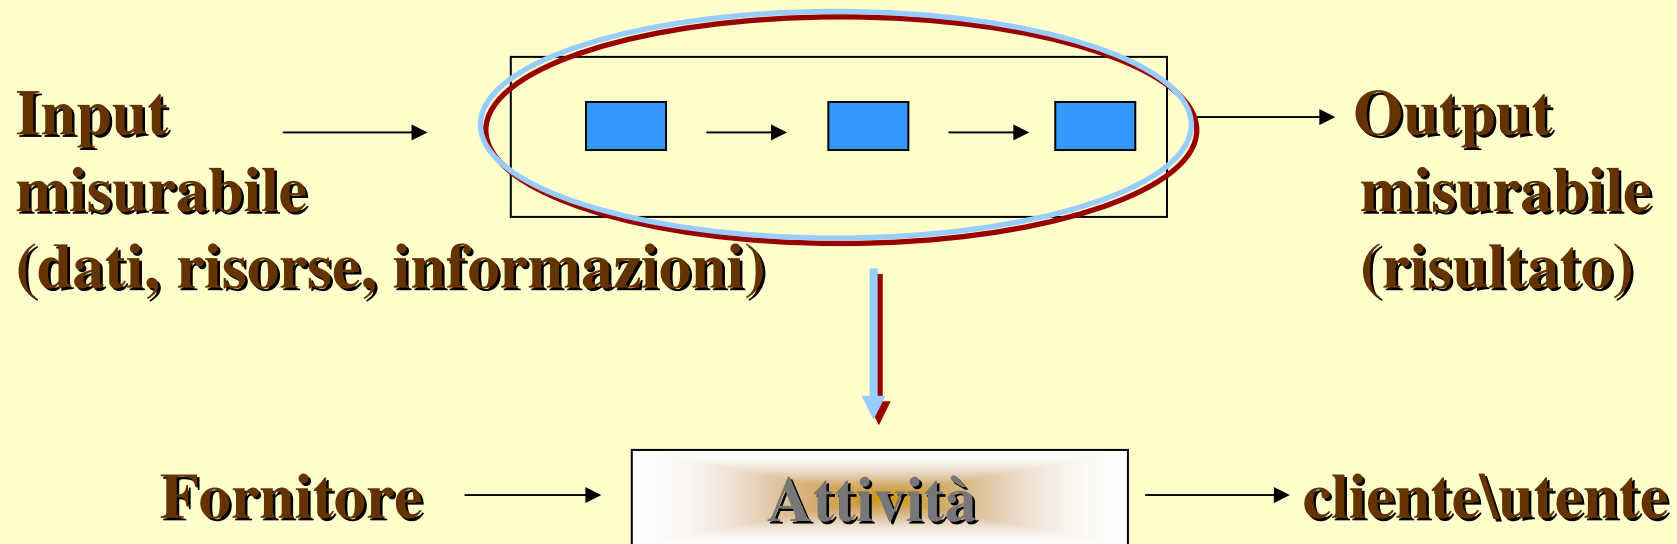 Input
misurabile
(dati, risorse, informazioni)
Output
misurabile
(risultato)
Fornitore
Attività
cliente\utente